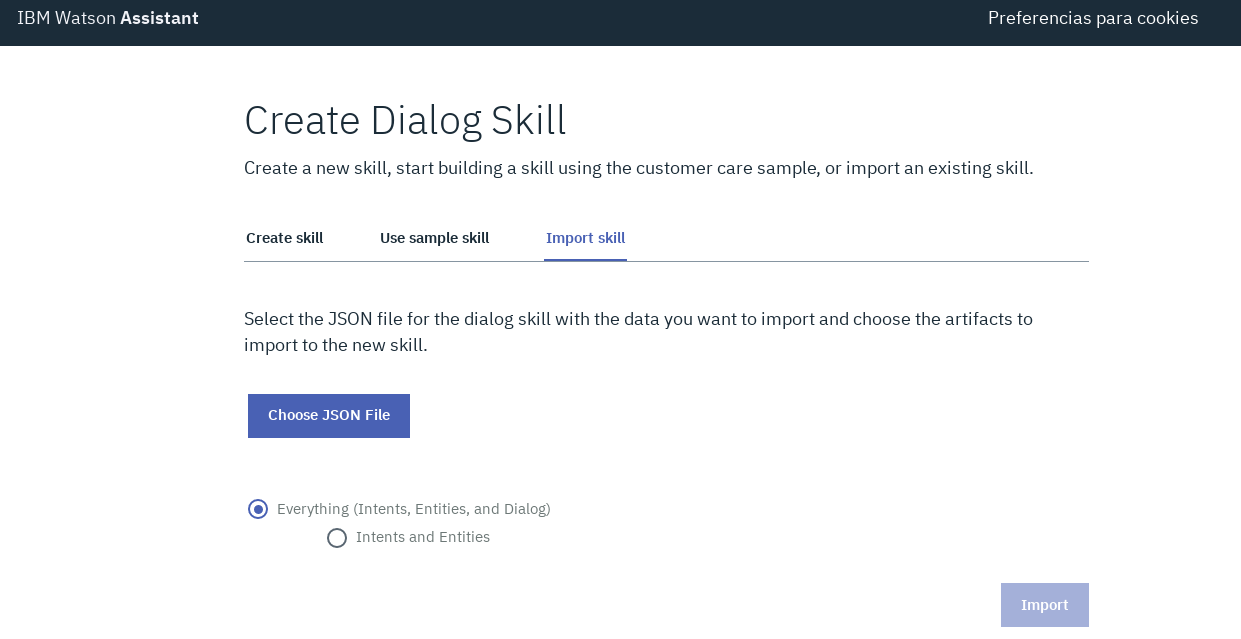 IBM Watson Assistant
Preferencias para cookies
Create Dialog Skill
Create a new skill, start building a skill using the customer care sample, or import an existing skill.
Create skill
Use sample skill
Import skill
Select the JSON file for the dialog skill with the data you want to import and choose the artifacts to
import to the new skill.
Choose JSON File
Everything (Intents, Entities, and Dialog)
Intents and Entities
Import